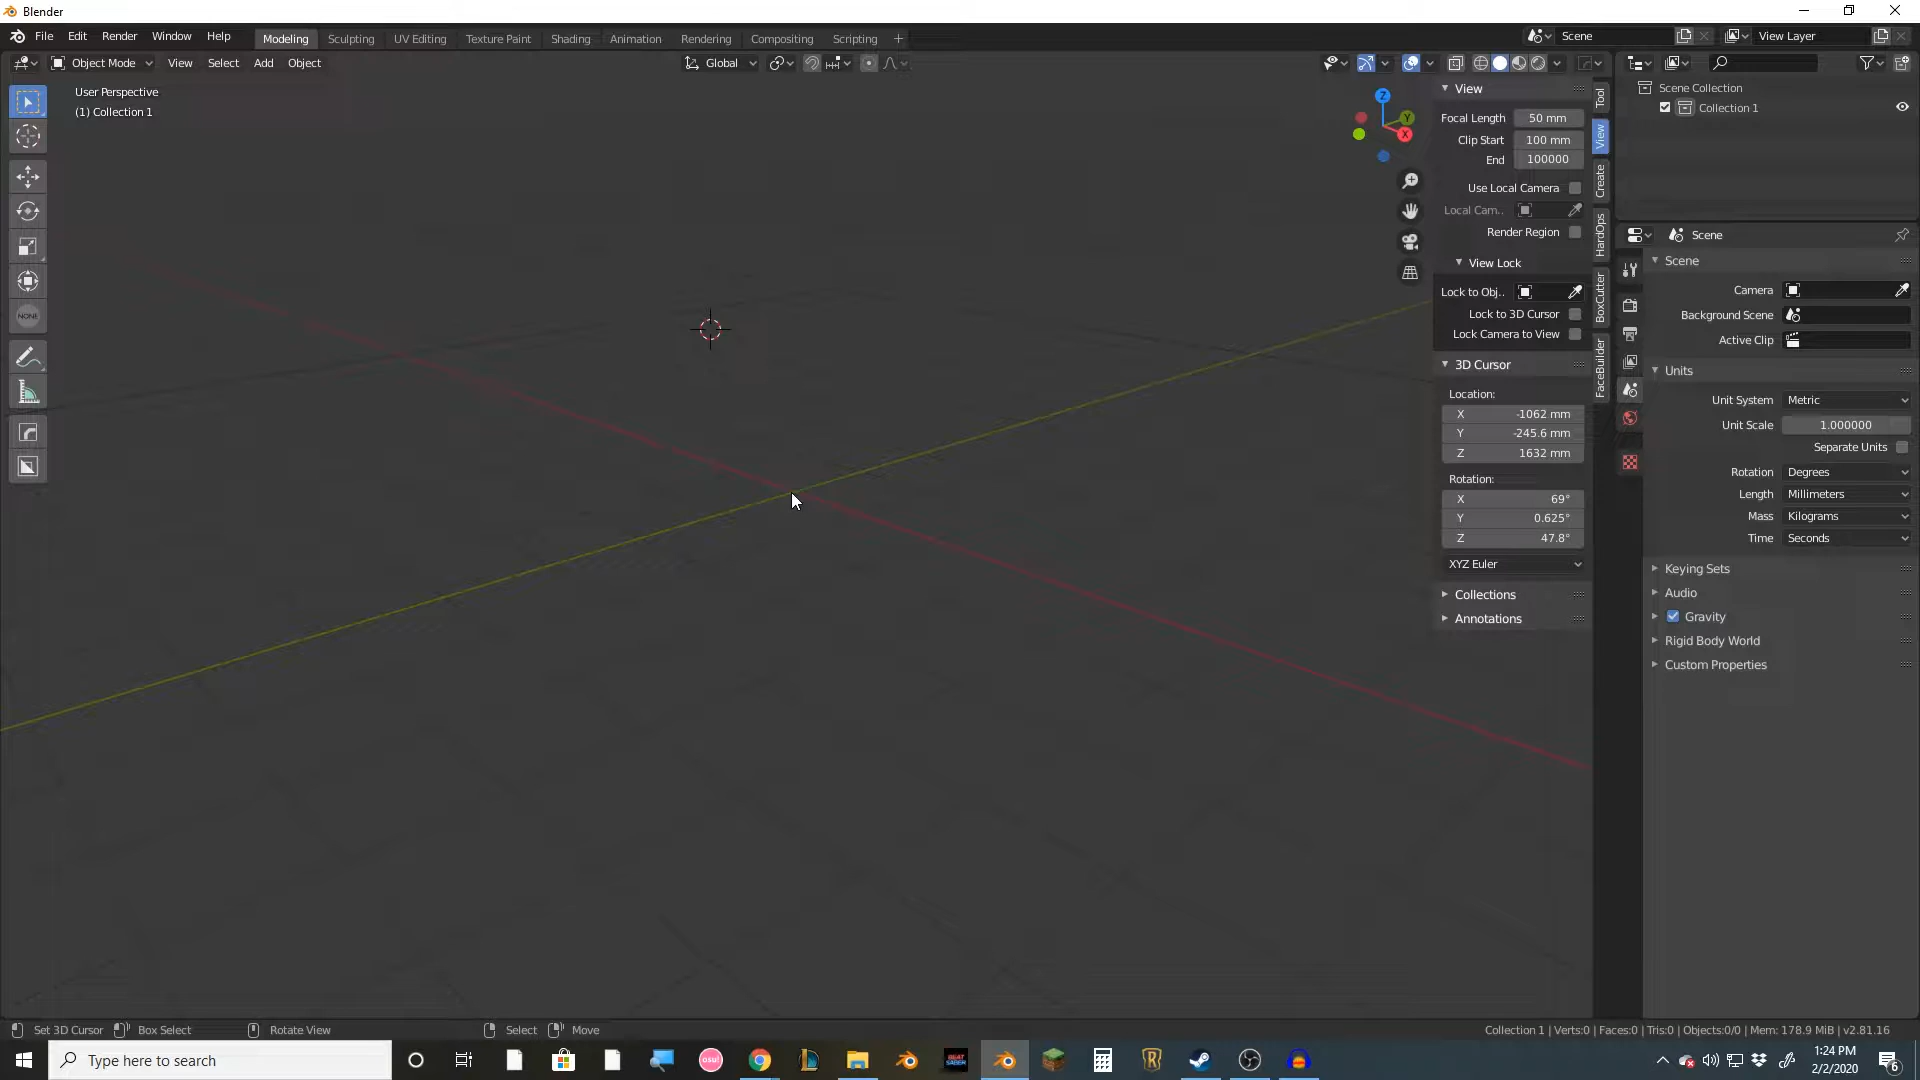 Blender
File Edit Render Window Help
Modeling Sculpting UV Editing Texture Paint Shading Animation Rendering Compositing Scripting +
Scene
View Layer
Object Mode View Select Add Object
Global
User Perspective
(1) Collection 1
Z
Y
X
NONE
View
Focal Length 50 mm
Clip Start 100 mm
End 100000
Use Local Camera
Local Cam..
Render Region
View Lock
Lock to Obj..
Lock to 3D Cursor
Lock Camera to View
3D Cursor
Location:
X -1062 mm
Y -245.6 mm
Z 1632 mm
Rotation:
X 69°
Y 0.625°
Z 47.8°
XYZ Euler
Collections
Annotations
Tool
View
Create
HardOps
BoxCutter
FaceBuilder
Scene Collection
Collection 1
Scene
Scene
Camera
Background Scene
Active Clip
Units
Unit System Metric
Unit Scale 1.000000
Separate Units
Rotation Degrees
Length Millimeters
Mass Kilograms
Time Seconds
Keying Sets
Audio
Gravity
Rigid Body World
Custom Properties
Set 3D Cursor Box Select Rotate View Select Move
Collection 1 | Verts:0 | Faces:0 | Tris:0 | Objects:0/0 | Mem: 178.9 MiB | v2.81.16
Type here to search
osu!
BEAT SABER
1:24 PM
2/2/2020
6